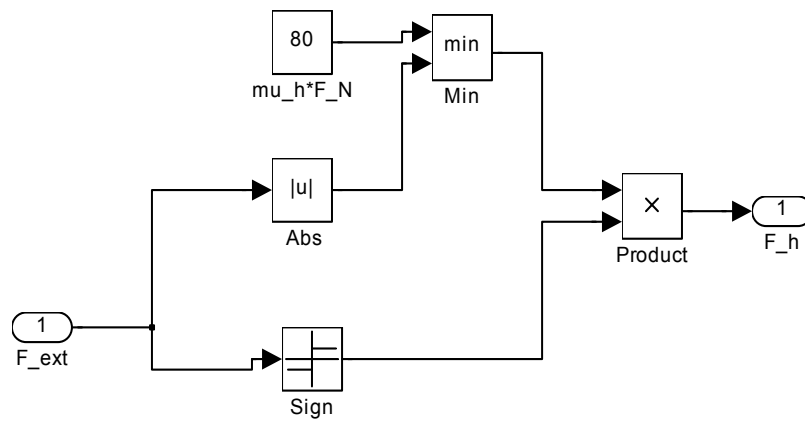 80
mu_h*F_N
min
Min
|u|
Abs
×
Product
1
F_h
1
F_ext
Sign